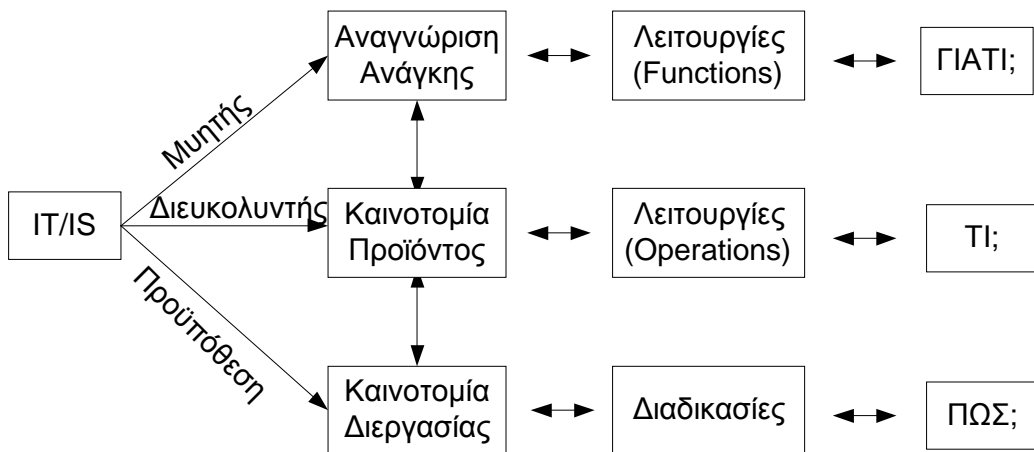 Αναγνώριση
Ανάγκης
Λειτουργίες
(Functions)
ΓΙΑΤΙ;
Μυητής
IT/IS
Διευκολυντής
Καινοτομία
Προϊόντος
Λειτουργίες
(Operations)
ΤΙ;
Προϋπόθεση
Καινοτομία
Διεργασίας
Διαδικασίες
ΠΩΣ;